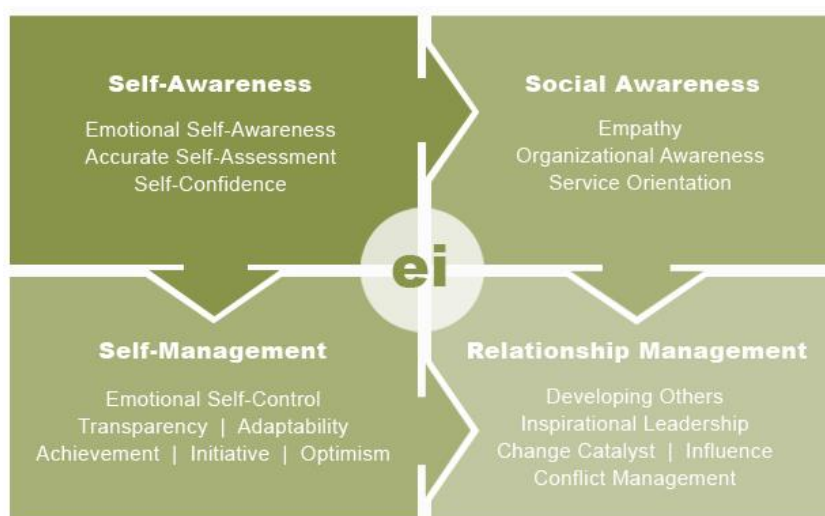 Self-Awareness
Emotional Self-Awareness
Accurate Self-Assessment
Self-Confidence
Social Awareness
Empathy
Organizational Awareness
Service Orientation
ei
Self-Management
Emotional Self-Control
Transparency | Adaptability
Achievement | Initiative | Optimism
Relationship Management
Developing Others
Inspirational Leadership
Change Catalyst | Influence
Conflict Management